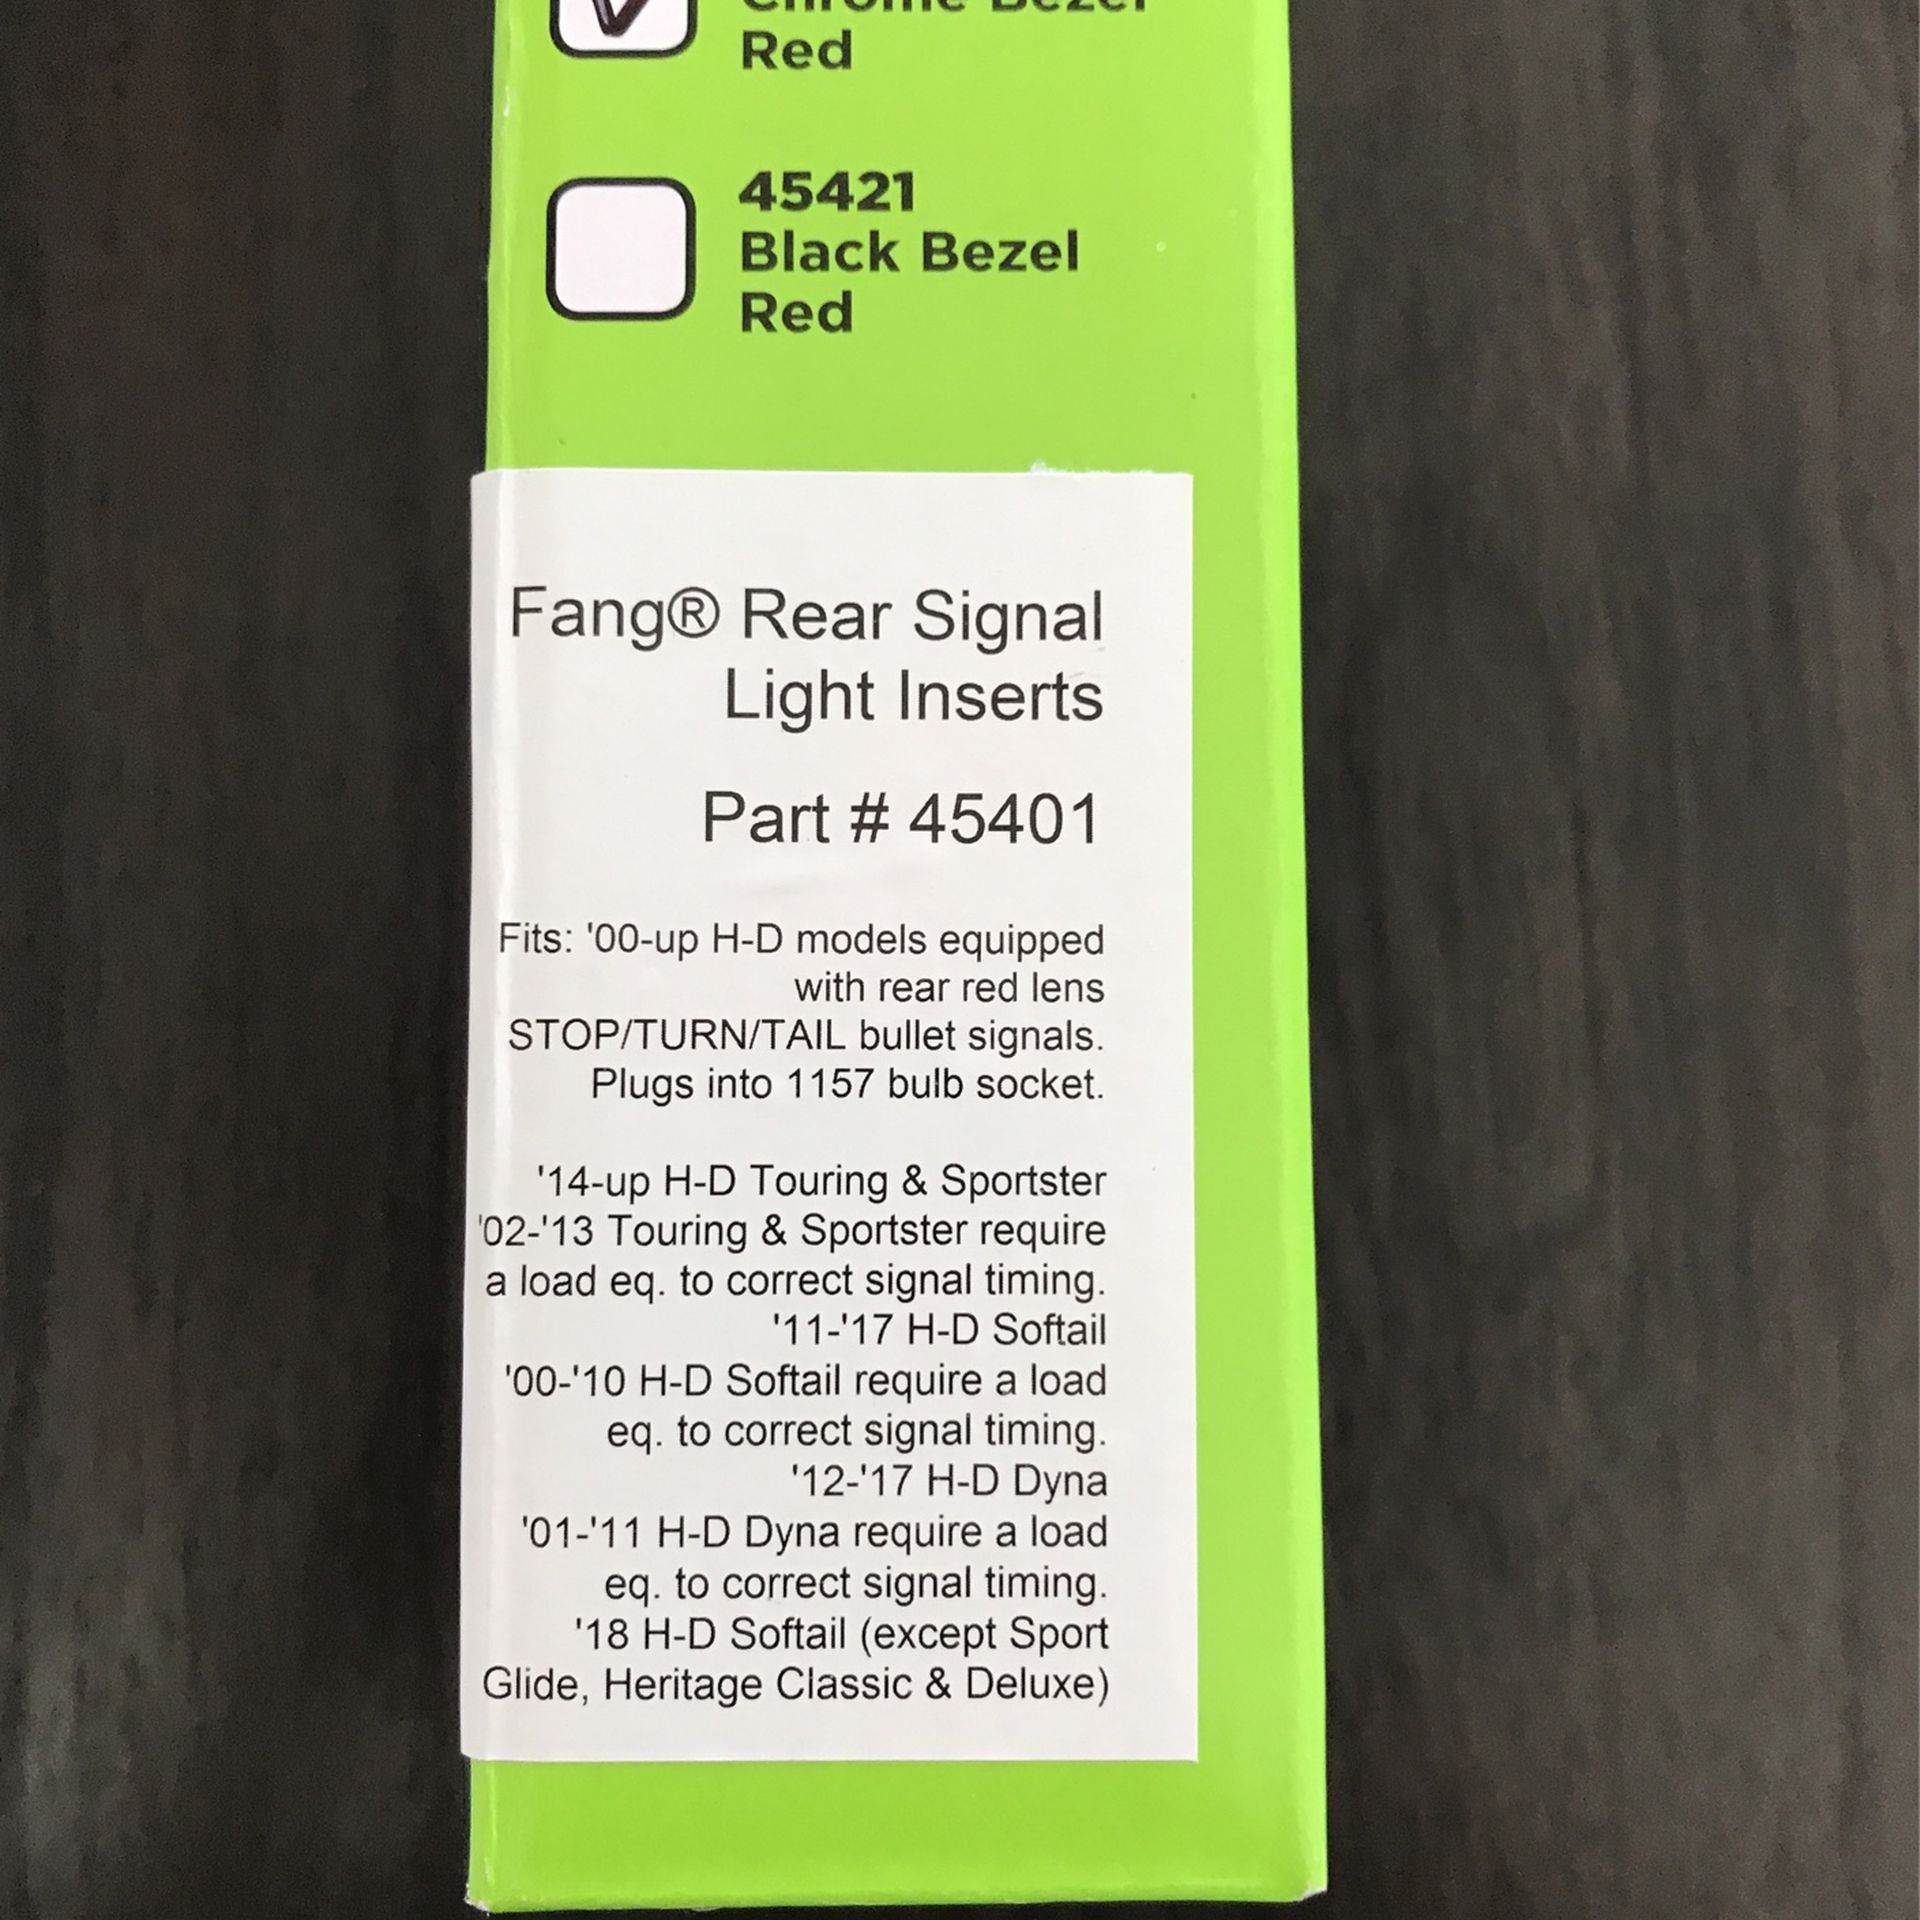 Chrome Bezel
Red
45421
Black Bezel
Red
Fang® Rear Signal
Light Inserts
Part # 45401
Fits: '00-up H-D models equipped
with rear red lens
STOP/TURN/TAIL bullet signals.
Plugs into 1157 bulb socket.
'14-up H-D Touring & Sportster
'02-'13 Touring & Sportster require
a load eq. to correct signal timing.
'11-'17 H-D Softail
'00-'10 H-D Softail require a load
eq. to correct signal timing.
'12-'17 H-D Dyna
'01-'11 H-D Dyna require a load
eq. to correct signal timing.
'18 H-D Softail (except Sport
Glide, Heritage Classic & Deluxe)